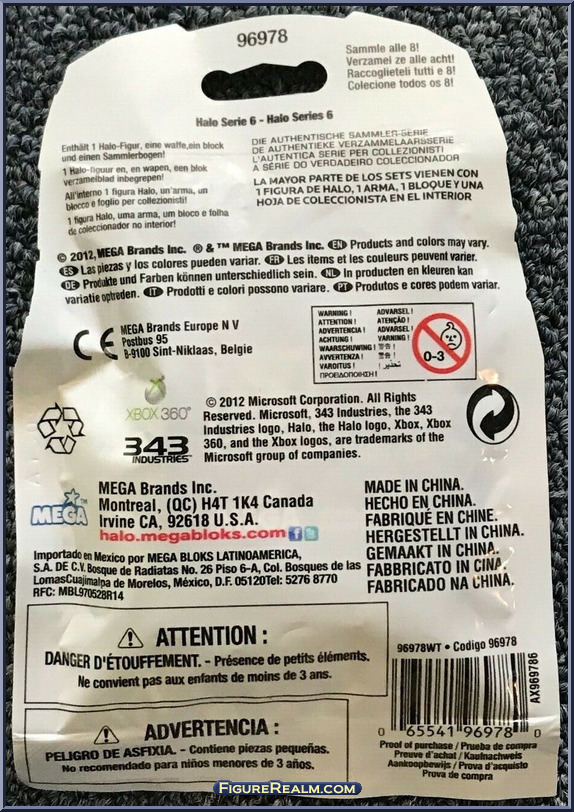 96978
Sammle alle 8!
Verzamel ze alle acht!
Raccoglieteli tutti e 8!
Colecione todos os 8!
Halo Serie 6 - Halo Series 6
Enthält 1 Halo-Figur, eine waffe, ein block
und einen Sammlerbogen!
1 Halo-figuur en, en wapen, een blok
verzamelblad inbegrepen!
All'interno 1 figura Halo, un'arma, un
blocco e foglio per collezionisti!
1 figura Halo, uma arma, um bloco e folha
de coleccionador no interior!
DIE AUTHENTISCHE SAMMLER-SERIE
DE AUTHENTIEKE VERZAMELAARSSERIE
L'AUTENTICA SERIE PER COLLEZIONISTI
A SÉRIE DO VERDADEIRO COLECCIONADOR
LA MAYOR PARTE DE LOS SETS VIENEN CON
1 FIGURA DE HALO, 1 ARMA, 1 BLOQUE Y UNA
HOJA DE COLECCIONISTA EN EL INTERIOR
© 2012, MEGA Brands Inc. ® & ™ MEGA Brands Inc. EN Products and colors may vary.
ES Las piezas y los colores pueden variar. FR Les items et les couleurs peuvent varier.
DE Produkte und Farben können unterschiedlich sein. NL In producten en kleuren kan
variatie optreden. IT Prodotti e colori possono variare. PT Produtos e cores podem variar.
CE
MEGA Brands Europe N V
Postbus 95
B-9100 Sint-Niklaas, Belgie
WARNING !
ATTENTION !
ADVERTENCIA !
ACHTUNG !
WAARSCHUWING !
AVVERTENZA !
VAROITUS !
ΠΡΟΕΙΔΟΠΟΙΗΣΗ !
ADVARSEL !
ATENÇÃO !
ADVARSEL !
VARNING !
警告 !
警告 !
تحذير !
0-3
XBOX 360
343
INDUSTRIES™
© 2012 Microsoft Corporation. All Rights
Reserved. Microsoft, 343 Industries, the 343
Industries logo, Halo, the Halo logo, Xbox, Xbox
360, and the Xbox logos, are trademarks of the
Microsoft group of companies.
MEGA™
MEGA Brands Inc.
Montreal, (QC) H4T 1K4 Canada
Irvine CA, 92618 U.S.A.
halo.megabloks.com
MADE IN CHINA.
HECHO EN CHINA.
FABRIQUÉ EN CHINE.
HERGESTELLT IN CHINA.
GEMAAKT IN CHINA.
FABBRICATO IN CINA.
FABRICADO NA CHINA.
Importado en Mexico por MEGA BLOKS LATINOAMERICA,
S.A. DE C.V. Bosque de Radiatas No. 26 Piso 6-A, Col. Bosques de las
LomasCuajimalpa de Morelos, México, D.F. 05120Tel: 5276 8770
RFC: MBL970528R14
ATTENTION :
DANGER D'ÉTOUFFEMENT. - Présence de petits éléments.
Ne convient pas aux enfants de moins de 3 ans.
ADVERTENCIA :
PELIGRO DE ASFIXIA. - Contiene piezas pequeñas.
No recomendado para niños menores de 3 años.
96978WT • Codigo 96978
AX969786
0 65541 96978 0
Proof of purchase / Prueba de compra
Preuve d'achat / Kaufnachweis
Aankoopbewijs / Prova d'acquisto
Prova de compra
FigureRealm.com